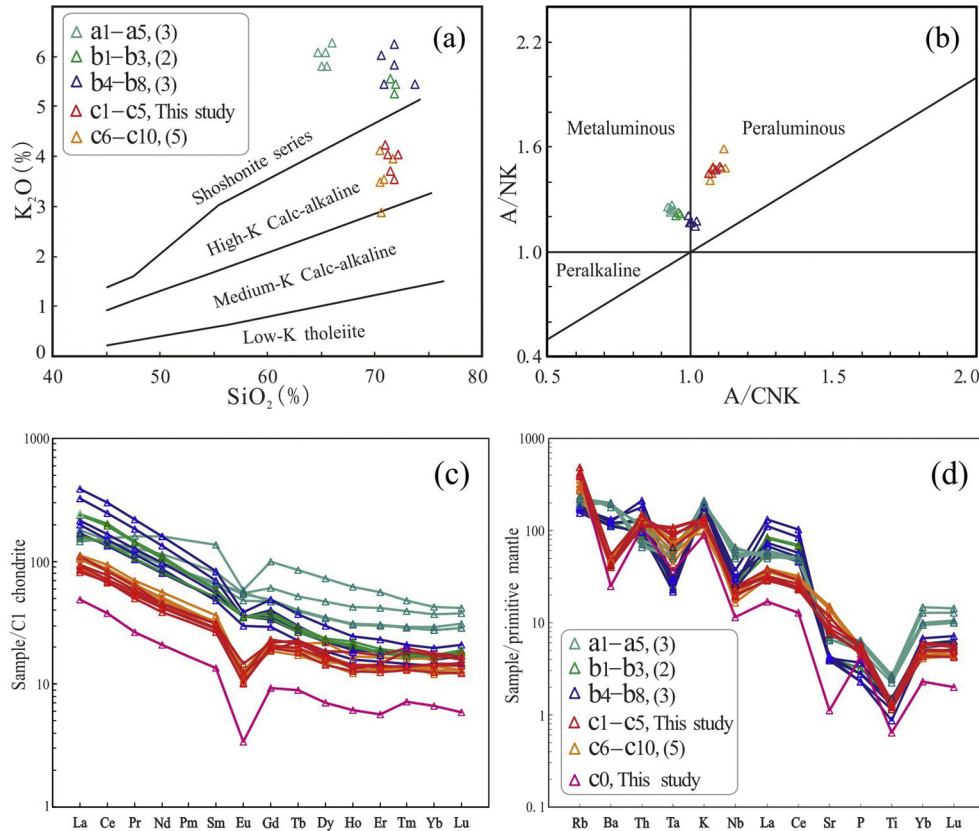 (a)
a1-a5, (3)
b1-b3, (2)
b4-b8, (3)
c1-c5, This study
c6-c10, (5)
K2O (%)
6
5
4
3
2
1
0
Shoshonite series
High-K Calc-alkaline
Medium-K Calc-alkaline
Low-K tholeiite
40 50 60 70 80
SiO2 (%)
(b)
A/NK
2.2
1.6
1.0
0.4
Metaluminous
Peraluminous
Peralkaline
0.5 1.0 1.5 2.0
A/CNK
(c)
Sample/C1 chondrite
1000
100
10
1
La Ce Pr Nd Pm Sm Eu Gd Tb Dy Ho Er Tm Yb Lu
(d)
Sample/primitive mantle
1000
100
10
1
0.1
a1-a5, (3)
b1-b3, (2)
b4-b8, (3)
c1-c5, This study
c6-c10, (5)
c0, This study
Rb Ba Th Ta K Nb La Ce Sr P Ti Yb Lu